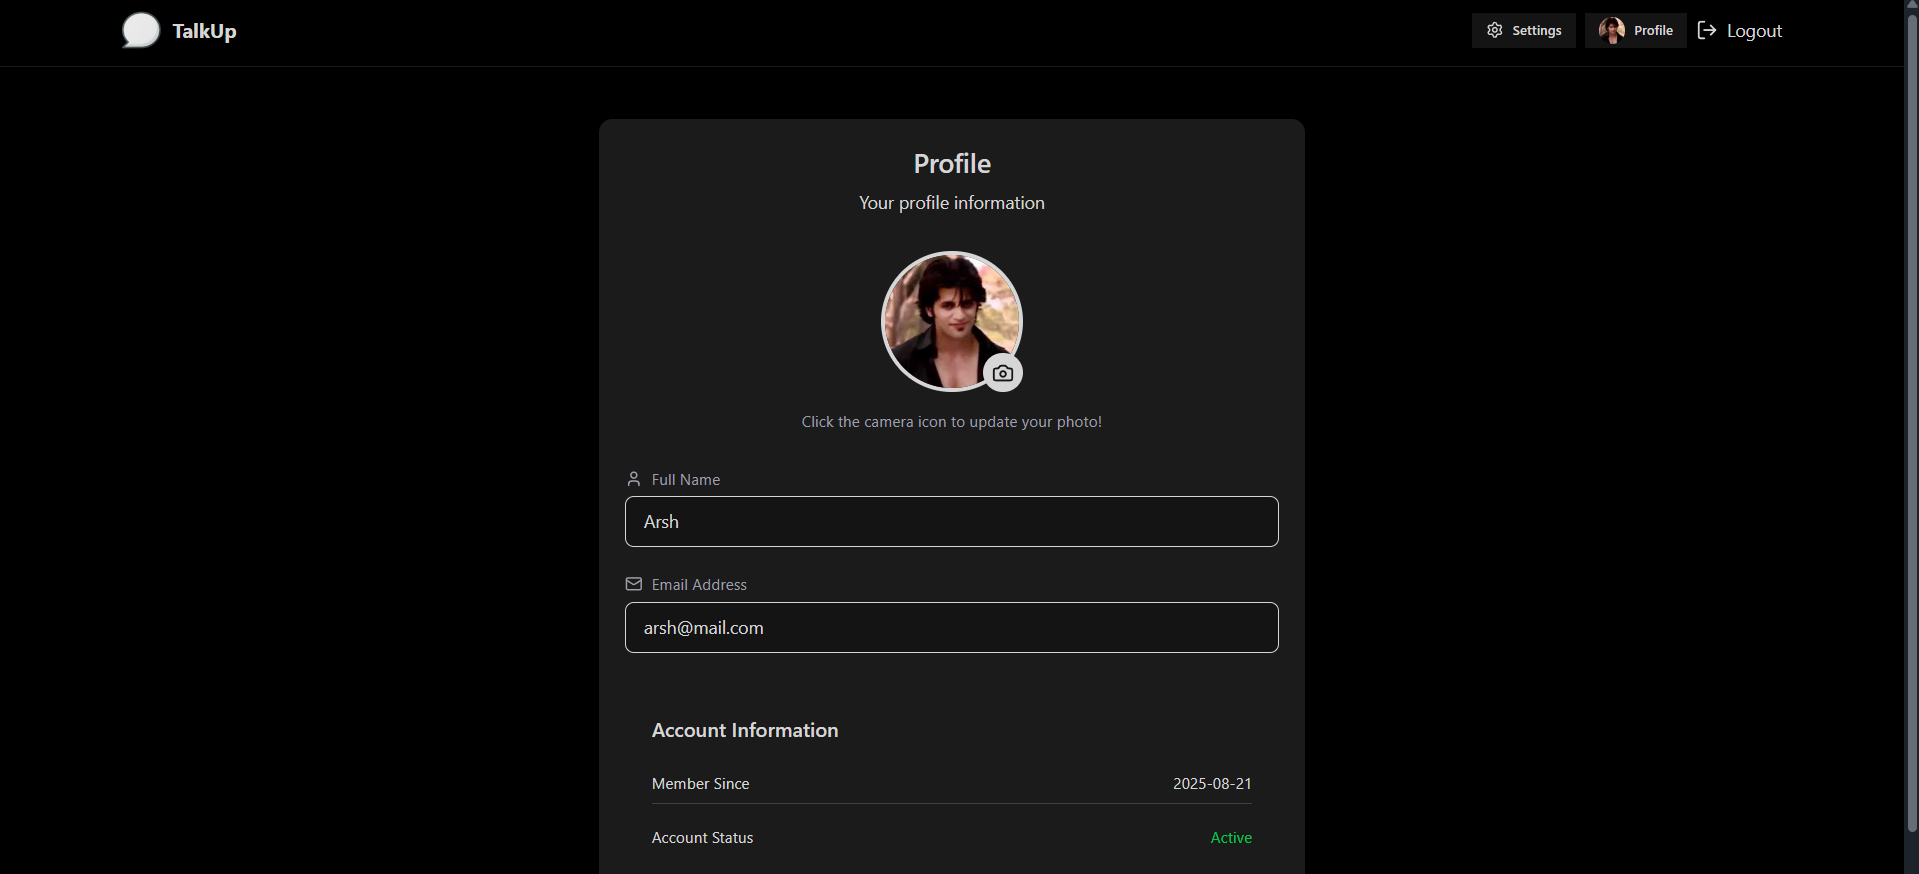 TalkUp
Settings
Profile
Logout
Profile
Your profile information
Click the camera icon to update your photo!
Full Name
Arsh
Email Address
arsh@mail.com
Account Information
Member Since 2025-08-21
Account Status Active